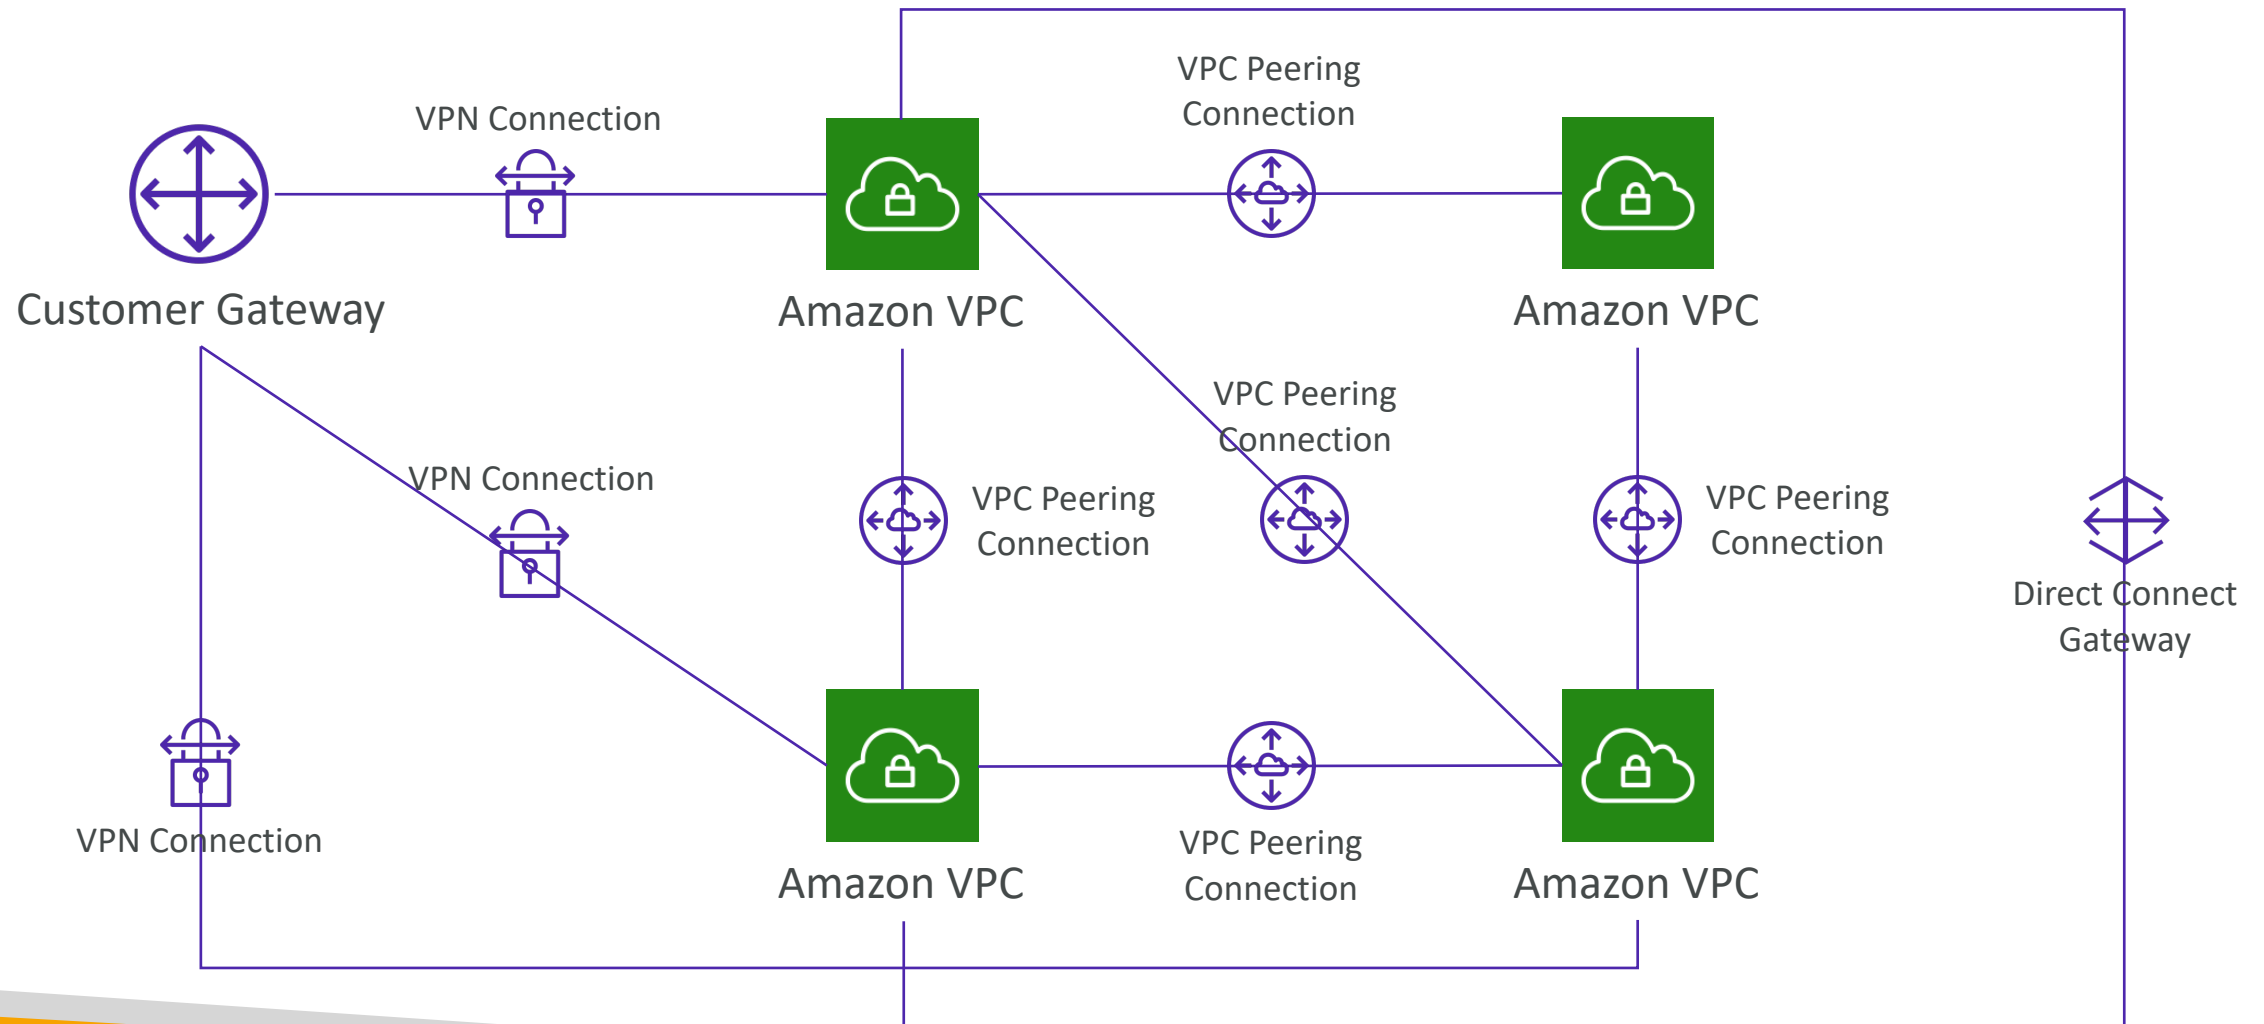 VPC Peering
Connection
VPN Connection
Customer Gateway
Amazon VPC
Amazon VPC
VPC Peering
Connection
VPN Connection
VPC Peering
Connection
VPC Peering
Connection
Direct Connect
Gateway
VPN Connection
VPC Peering
Connection
Amazon VPC
Amazon VPC